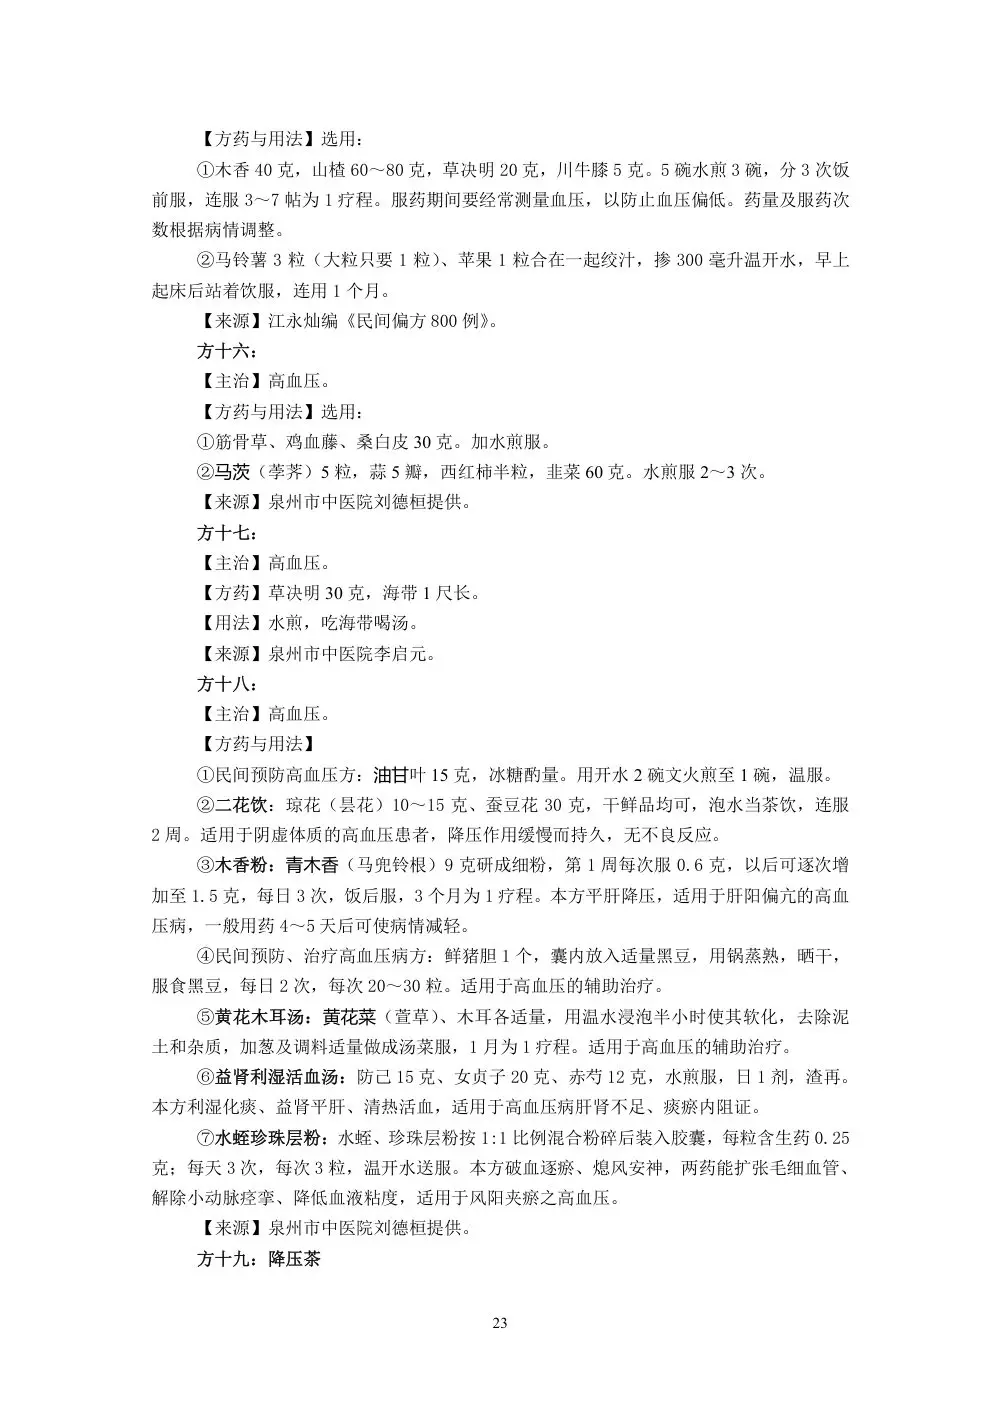 【方药与用法】选用：
①木香 40 克，山楂 60～80 克，草决明 20 克，川牛膝 5 克。5 碗水煎 3 碗，分 3 次饭
前服，连服 3～7 帖为 1 疗程。服药期间要经常测量血压，以防止血压偏低。药量及服药次
数根据病情调整。
②马铃薯 3 粒（大粒只要 1 粒）、苹果 1 粒合在一起绞汁，掺 300 毫升温开水，早上
起床后站着饮服，连用 1 个月。
【来源】江永灿编《民间偏方 800 例》。
方十六：
【主治】高血压。
【方药与用法】选用：
①筋骨草、鸡血藤、桑白皮 30 克。加水煎服。
②马茨（荸荠）5 粒，蒜 5 瓣，西红柿半粒，韭菜 60 克。水煎服 2～3 次。
【来源】泉州市中医院刘德桓提供。
方十七：
【主治】高血压。
【方药】草决明 30 克，海带 1 尺长。
【用法】水煎，吃海带喝汤。
【来源】泉州市中医院李启元。
方十八：
【主治】高血压。
【方药与用法】
①民间预防高血压方：油甘叶 15 克，冰糖酌量。用开水 2 碗文火煎至 1 碗，温服。
②二花饮：琼花（昙花）10～15 克、蚕豆花 30 克，干鲜品均可，泡水当茶饮，连服
2 周。适用于阴虚体质的高血压患者，降压作用缓慢而持久，无不良反应。
③木香粉：青木香（马兜铃根）9 克研成细粉，第 1 周每次服 0.6 克，以后可逐次增
加至 1.5 克，每日 3 次，饭后服，3 个月为 1 疗程。本方平肝降压，适用于肝阳偏亢的高血
压病，一般用药 4～5 天后可使病情减轻。
④民间预防、治疗高血压病方：鲜猪胆 1 个，囊内放入适量黑豆，用锅蒸熟，晒干，
服食黑豆，每日 2 次，每次 20～30 粒。适用于高血压的辅助治疗。
⑤黄花木耳汤：黄花菜（萱草）、木耳各适量，用温水浸泡半小时使其软化，去除泥
土和杂质，加葱及调料适量做成汤菜服，1 月为 1 疗程。适用于高血压的辅助治疗。
⑥益肾利湿活血汤：防己 15 克、女贞子 20 克、赤芍 12 克，水煎服，日 1 剂，渣再。
本方利湿化痰、益肾平肝、清热活血，适用于高血压病肝肾不足、痰瘀内阻证。
⑦水蛭珍珠层粉：水蛭、珍珠层粉按 1:1 比例混合粉碎后装入胶囊，每粒含生药 0.25
克；每天 3 次，每次 3 粒，温开水送服。本方破血逐瘀、熄风安神，两药能扩张毛细血管、
解除小动脉痉挛、降低血液粘度，适用于风阳夹瘀之高血压。
【来源】泉州市中医院刘德桓提供。
方十九：降压茶
23